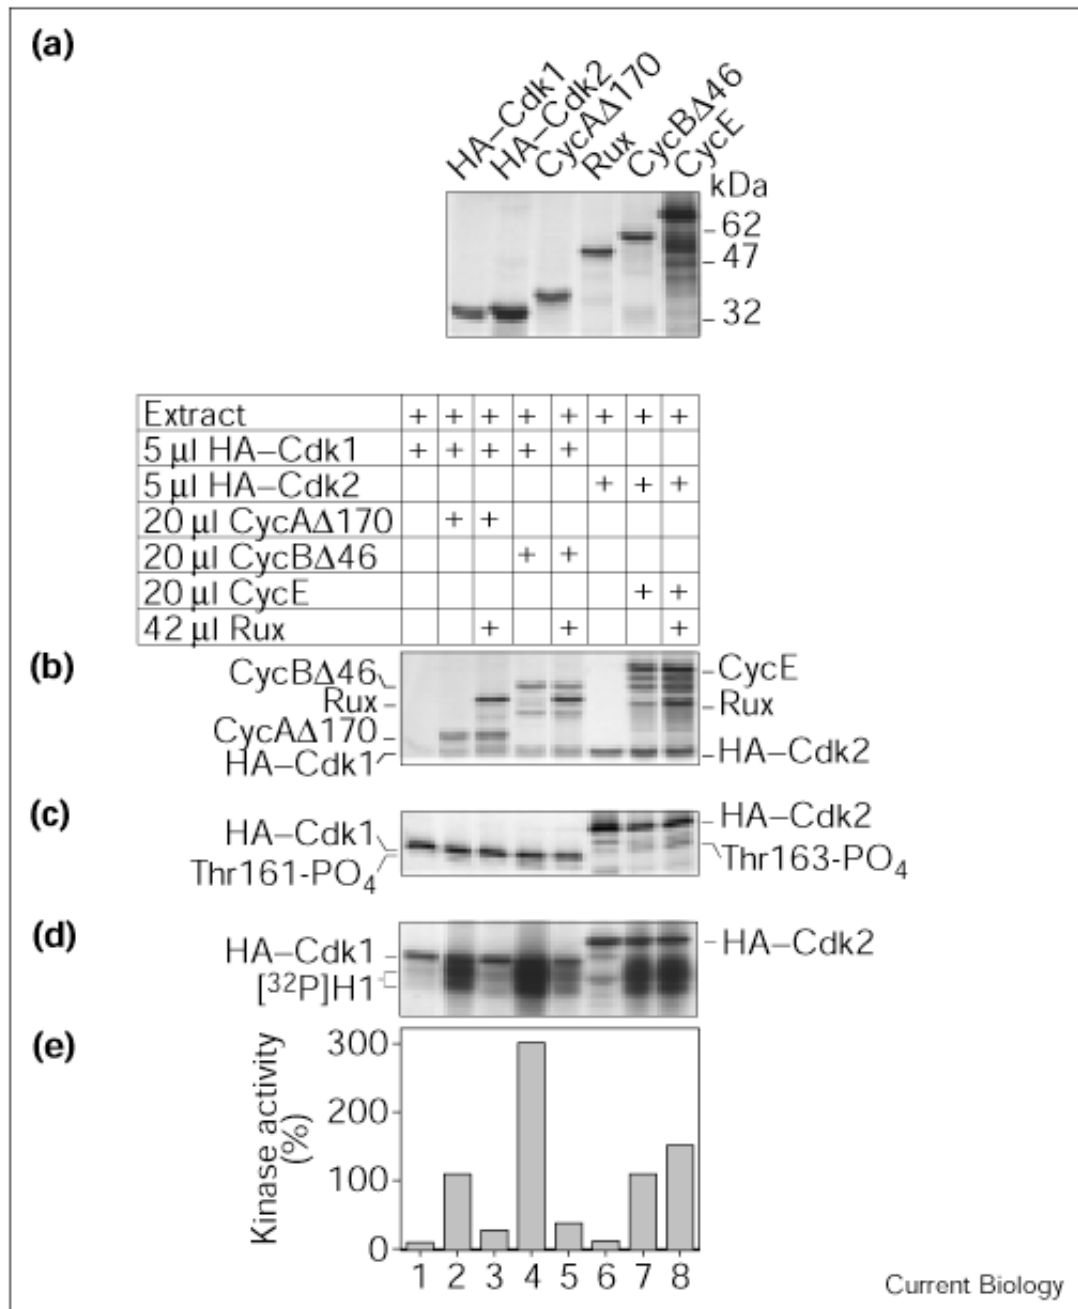 (a)
HA–Cdk1
HA–Cdk2
CycAΔ170
Rux
CycBΔ46
CycE
kDa
62
47
32
Extract + + + + + + + +
5 µl HA–Cdk1 + + + + +
5 µl HA–Cdk2 + + +
20 µl CycAΔ170 + +
20 µl CycBΔ46 + +
20 µl CycE + +
42 µl Rux + + +
(b)
CycBΔ46
Rux
CycAΔ170
HA–Cdk1
CycE
Rux
HA–Cdk2
(c)
HA–Cdk1
Thr161-PO4
HA–Cdk2
Thr163-PO4
(d)
HA–Cdk1
[32P]H1
HA–Cdk2
(e)
Kinase activity
(%)
300
200
100
0
1 2 3 4 5 6 7 8
Current Biology